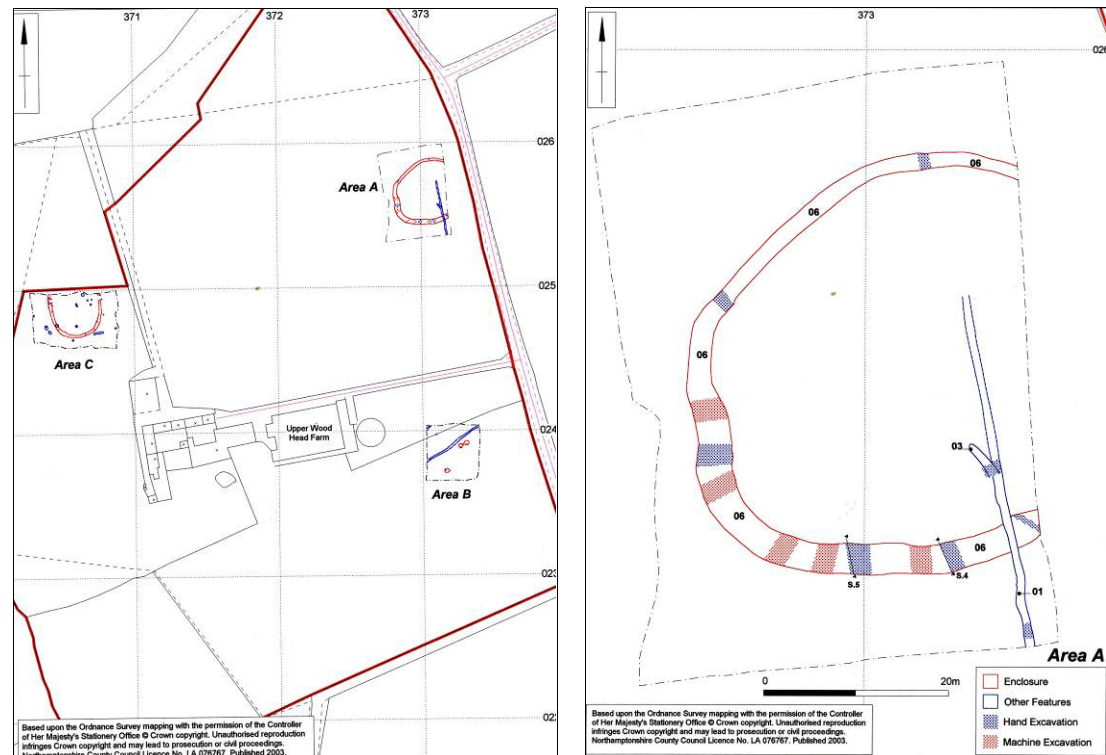 371
372
373
026
Area A
025
Area C
024
Upper Wood
Head Farm
Area B
023
Based upon the Ordnance Survey mapping with the permission of the Controller
of Her Majesty's Stationery Office © Crown copyright. Unauthorised reproduction
infringes Crown copyright and may lead to prosecution or civil proceedings.
Northamptonshire County Council Licence No. LA 076767. Published 2003.
373
06
06
06
03
06
06
S.5
S.4
01
Area A
0
20m
Enclosure
Other Features
Hand Excavation
Machine Excavation
Based upon the Ordnance Survey mapping with the permission of the Controller
of Her Majesty's Stationery Office © Crown copyright. Unauthorised reproduction
infringes Crown copyright and may lead to prosecution or civil proceedings.
Northamptonshire County Council Licence No. LA 076767. Published 2003.